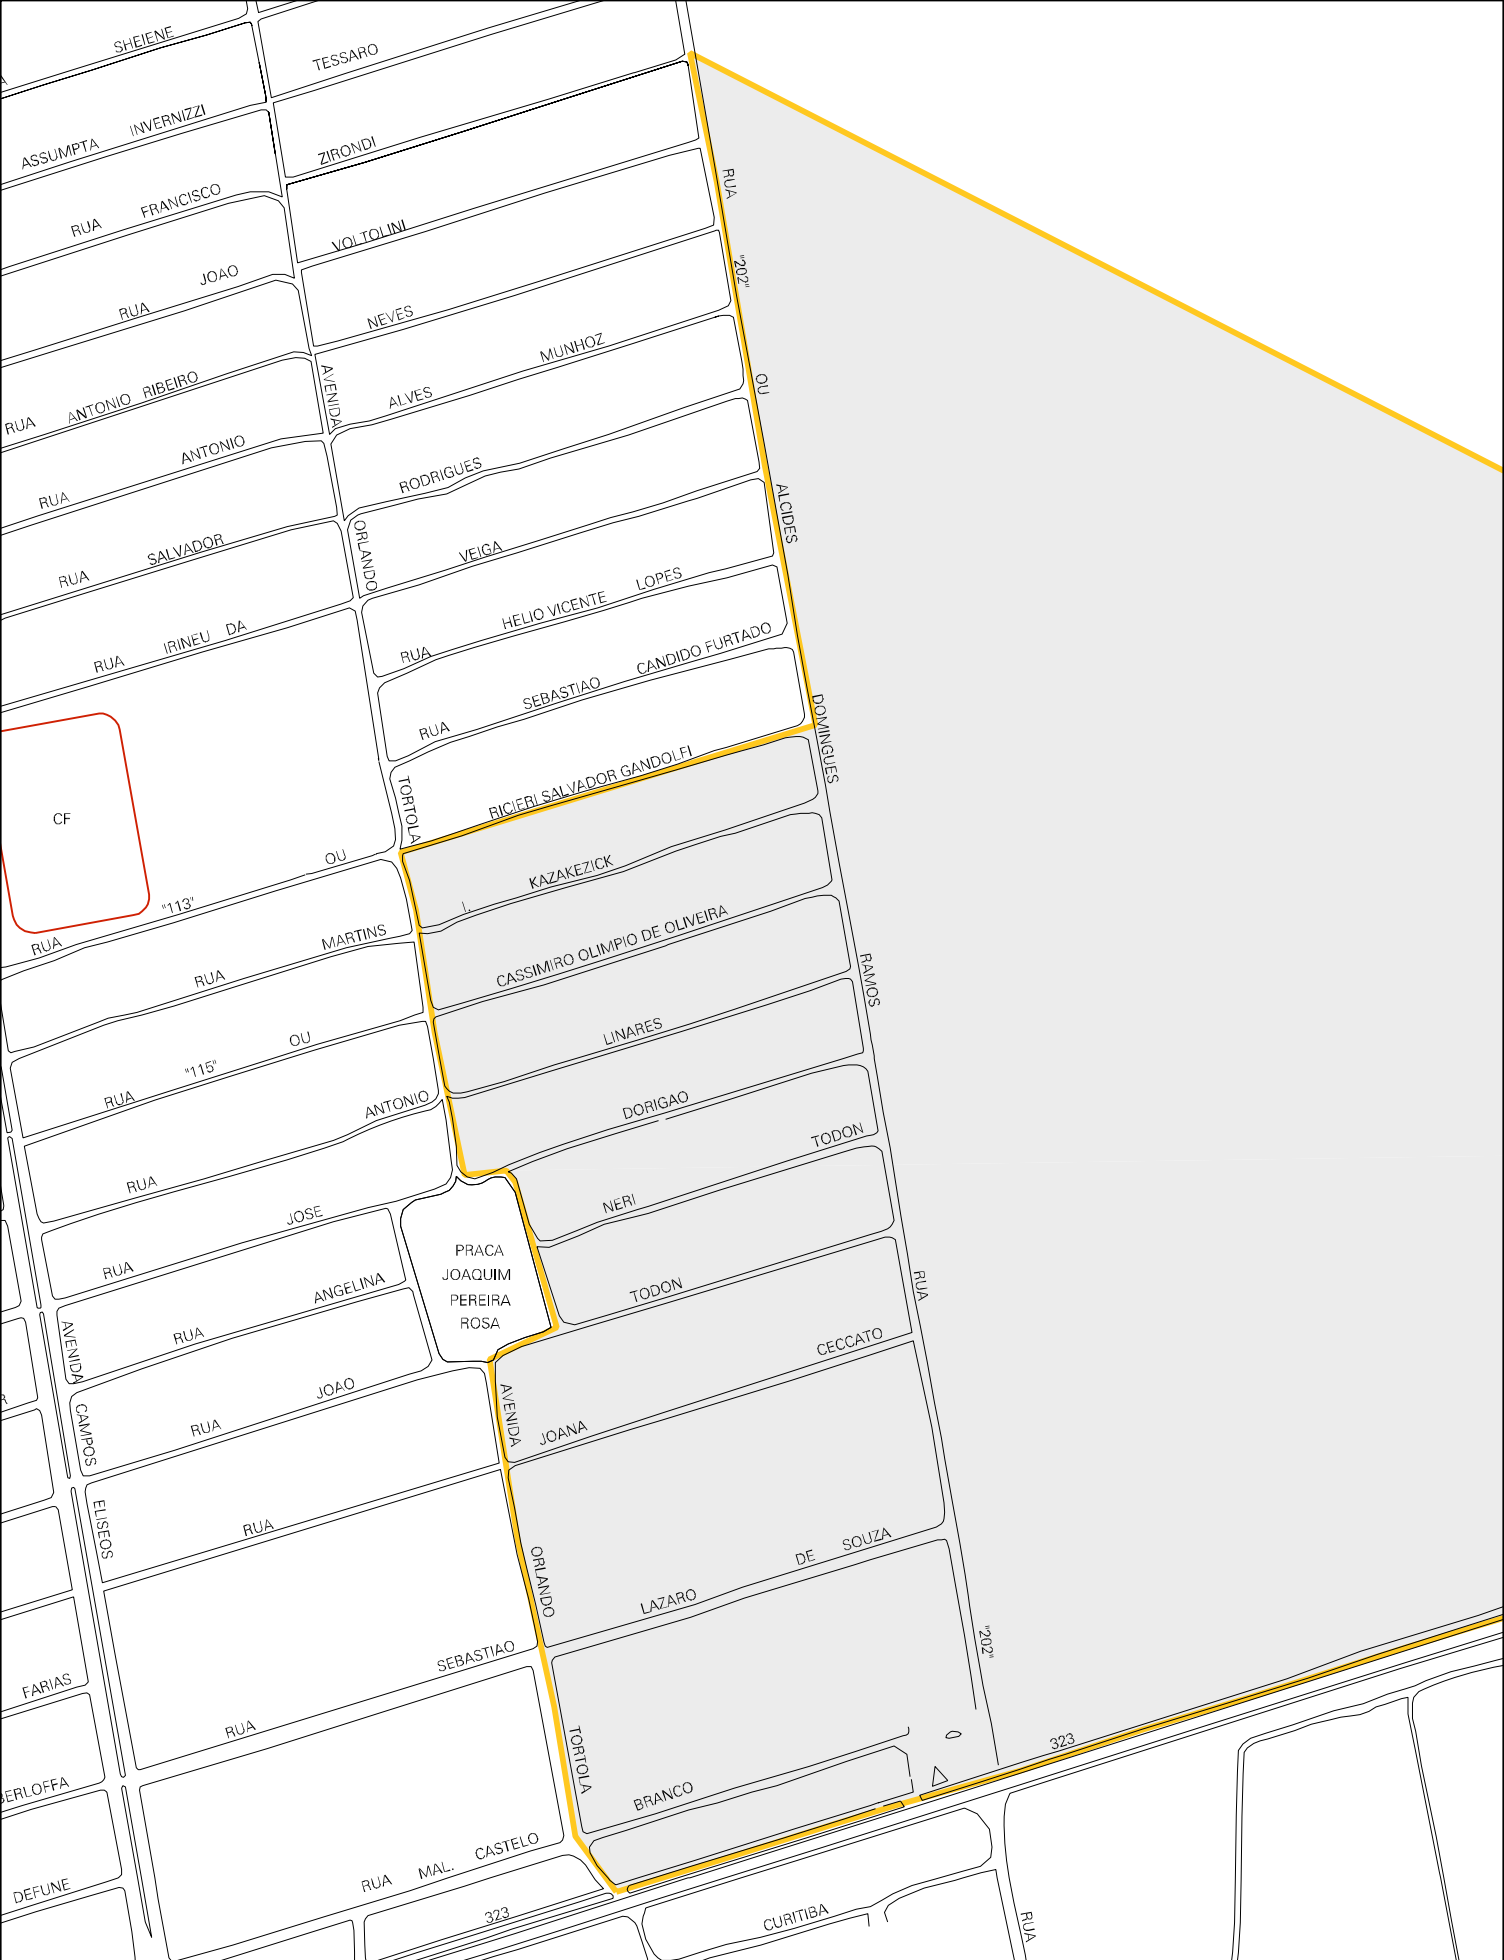 SHEIENE
TESSARO
ASSUMPTA INVERNIZZI
ZIRONDI
RUA FRANCISCO
VOLTOLINI
RUA
"202"
OU
ALCIDES
DOMINGUES
RAMOS
RUA
"202"
RUA JOAO
NEVES
RUA ANTONIO RIBEIRO
ALVES MUNHOZ
AVENIDA
ORLANDO
TORTOLA
RUA ANTONIO
RODRIGUES
RUA SALVADOR
VEIGA
RUA IRINEU DA
RUA HELIO VICENTE LOPES
RUA SEBASTIAO CANDIDO FURTADO
RICIERI SALVADOR GANDOLFI
CF
RUA "113" OU
I. KAZAKEZICK
RUA MARTINS
CASSIMIRO OLIMPIO DE OLIVEIRA
RUA "115" OU
LINARES
RUA ANTONIO
DORIGAO
RUA JOSE
NERI TODON
PRACA
JOAQUIM
PEREIRA
ROSA
RUA ANGELINA
TODON
AVENIDA
CAMPOS
ELISEOS
RUA JOAO
JOANA CECCATO
AVENIDA
ORLANDO
TORTOLA
R
RUA
LAZARO DE SOUZA
RUA SEBASTIAO
BRANCO
FARIAS
BERLOFFA
DEFUNE
RUA MAL. CASTELO
323
323
CURITIBA
RUA